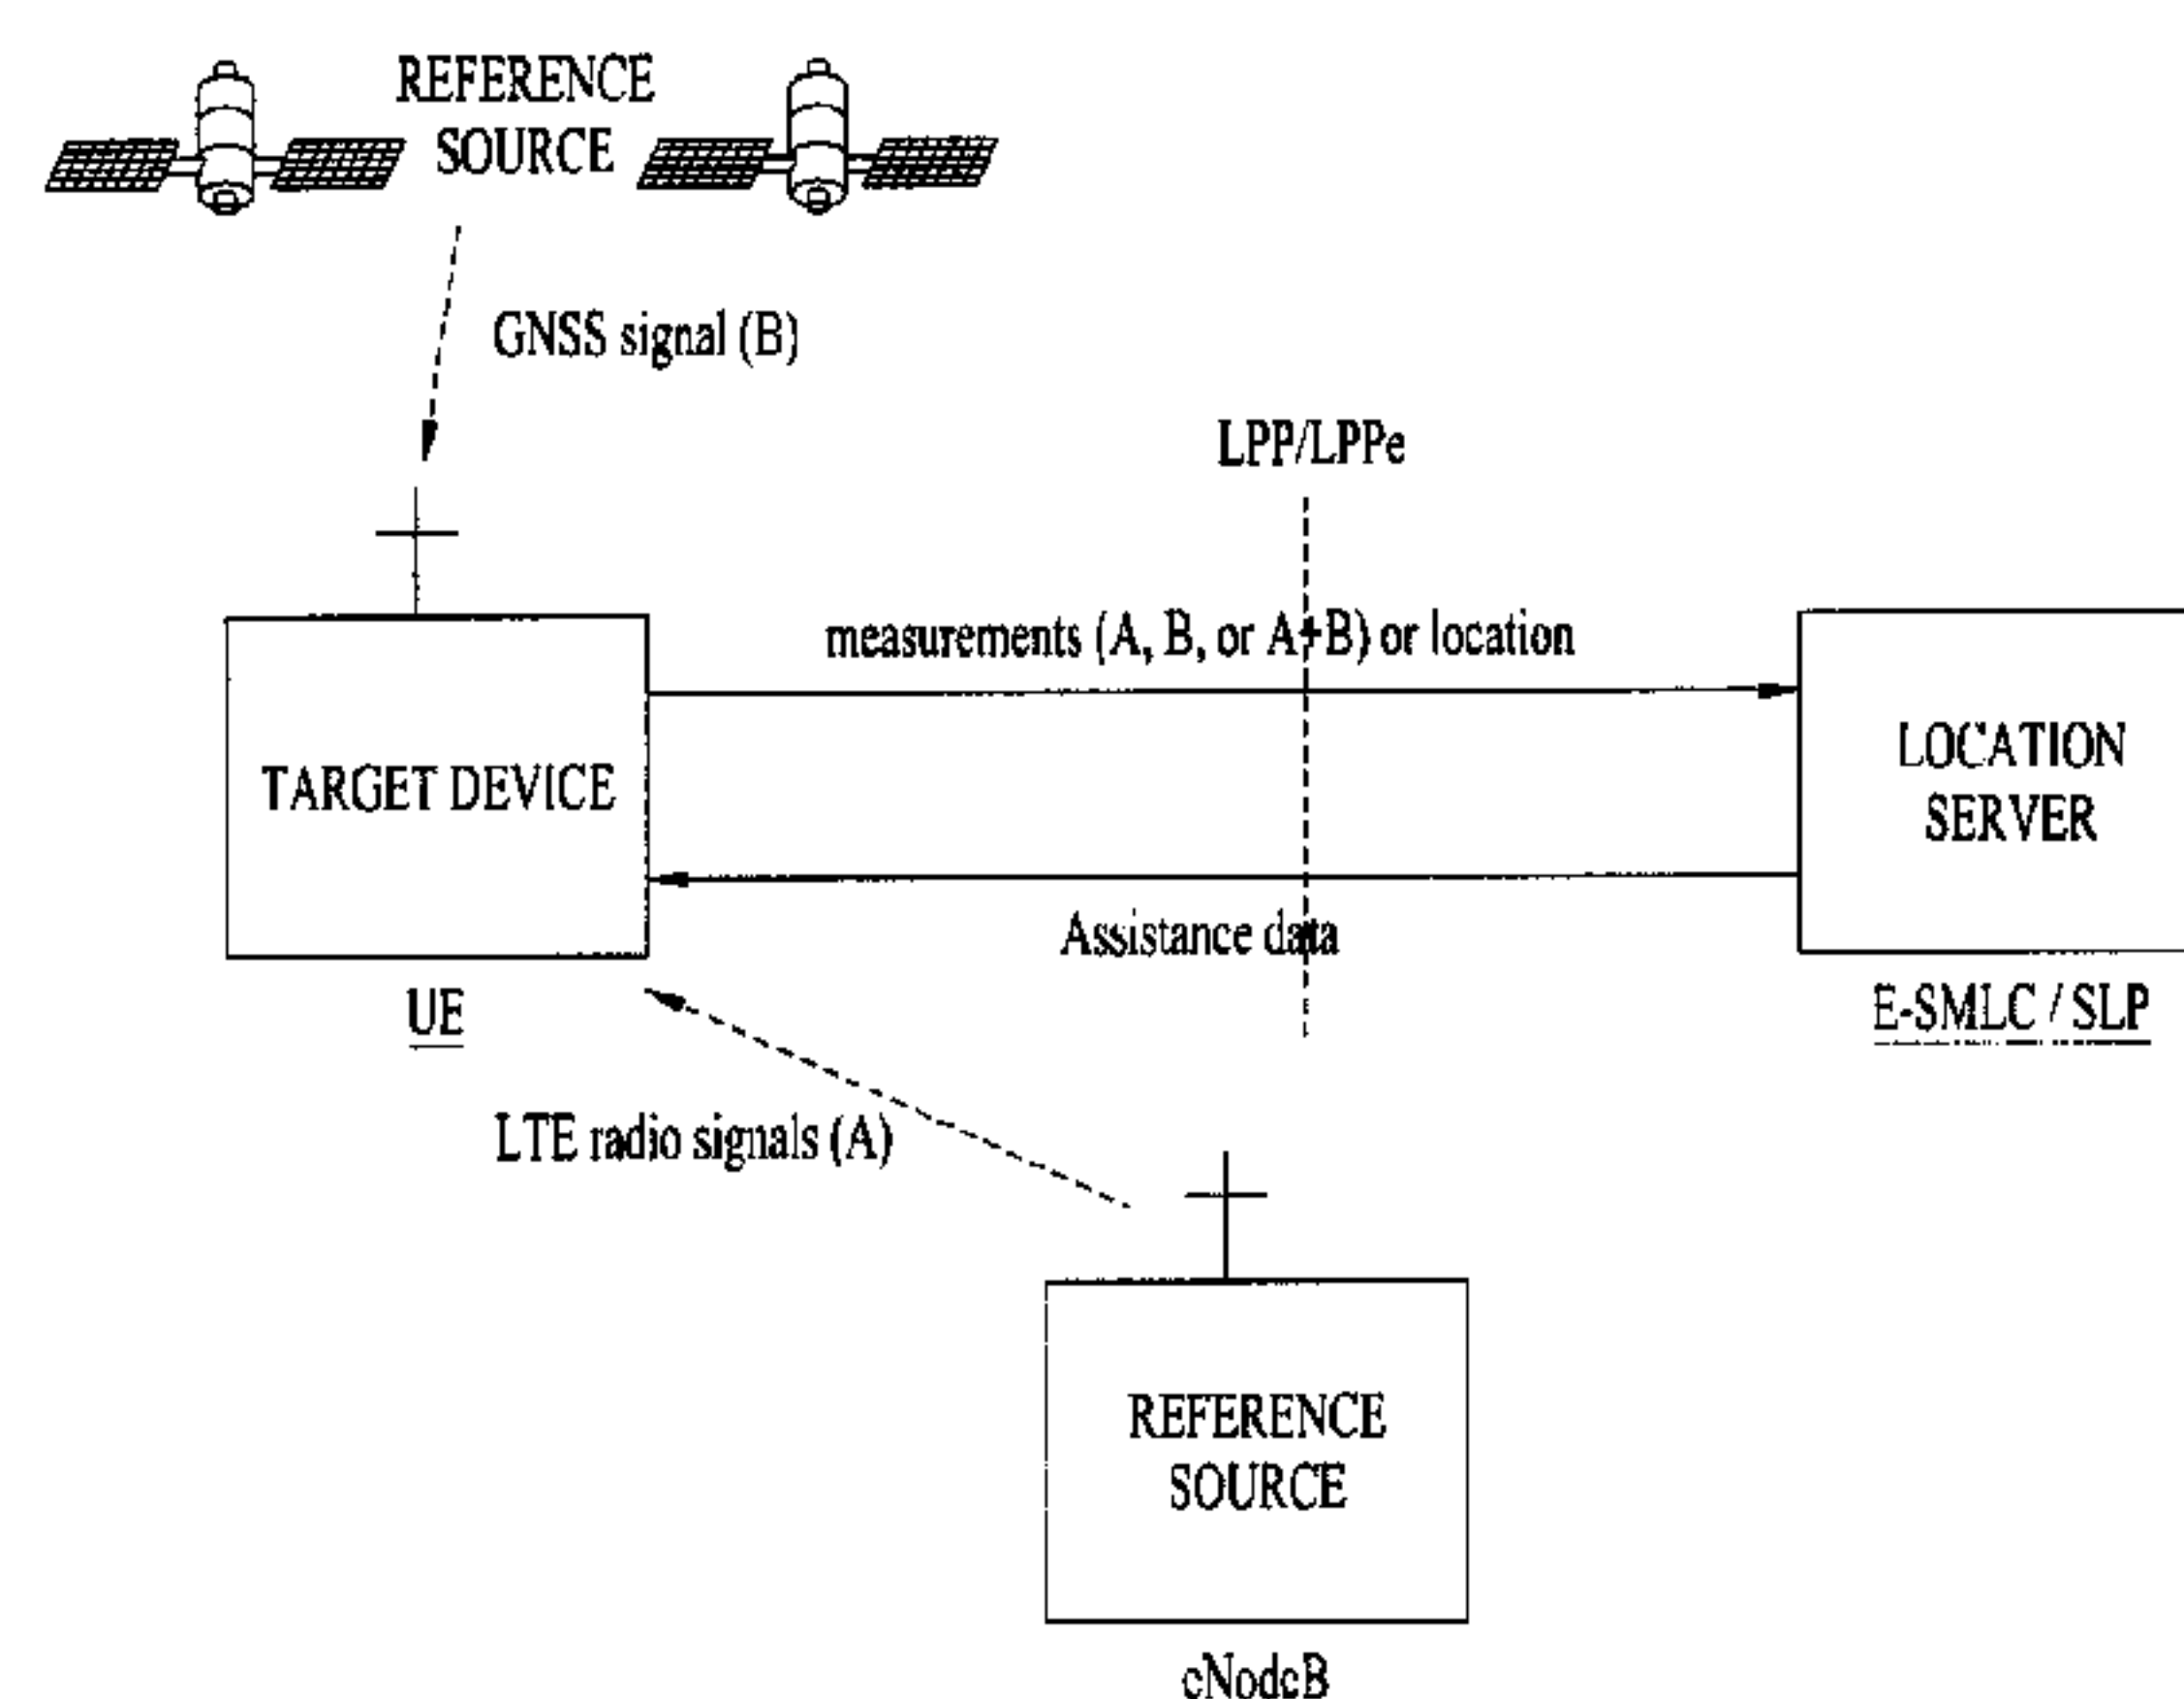 REFERENCE
SOURCE
GNSS signal (B)
LPP/LPPe
measurements (A, B, or A+B) or location
TARGET DEVICE
LOCATION
SERVER
Assistance data
UE
E-SMLC / SLP
LTE radio signals (A)
REFERENCE
SOURCE
eNodeB